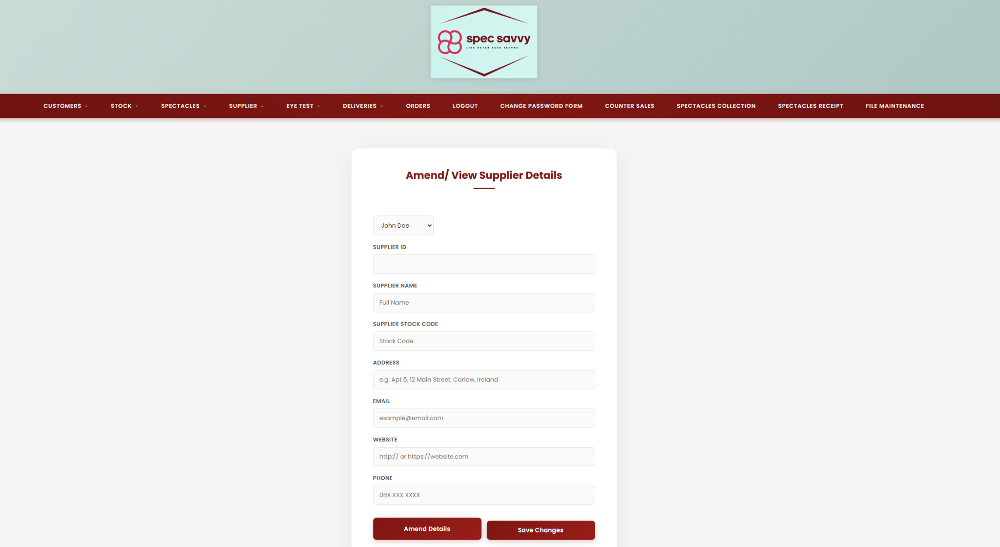 spec savvy
LIKE NEVER SEEN BEFORE
CUSTOMERS STOCK SPECTACLES SUPPLIER EYE TEST DELIVERIES ORDERS LOGOUT CHANGE PASSWORD FORM COUNTER SALES SPECTACLES COLLECTION SPECTACLES RECEIPT FILE MAINTENANCE
Amend/ View Supplier Details
John Doe
SUPPLIER ID
SUPPLIER NAME
Full Name
SUPPLIER STOCK CODE
Stock Code
ADDRESS
e.g. Apt 5, 12 Main Street, Carlow, Ireland
EMAIL
example@email.com
WEBSITE
http:// or https://website.com
PHONE
08X XXX XXXX
Amend Details Save Changes